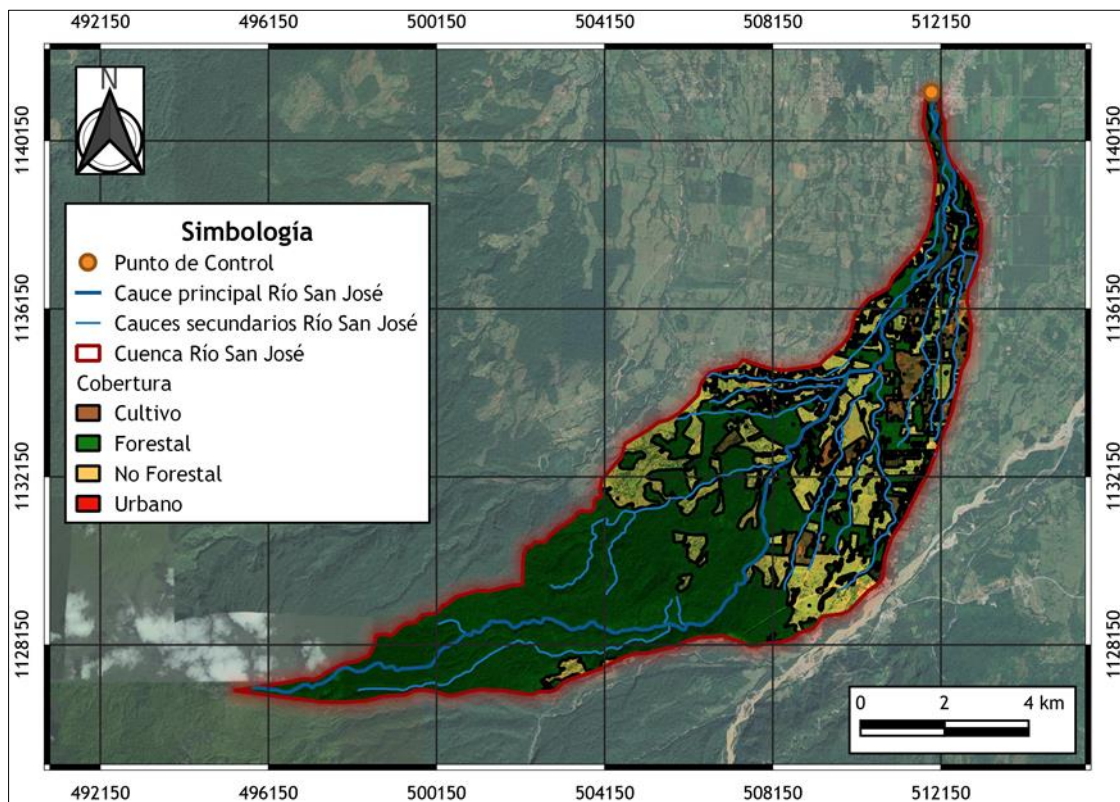 492150 496150 500150 504150 508150 512150
N
1140150 1140150
Simbología
Punto de Control
Cauce principal Río San José
Cauces secundarios Río San José
Cuenca Río San José
Cobertura
Cultivo
Forestal
No Forestal
Urbano
1136150 1136150
1132150 1132150
1128150 1128150
0 2 4 km
492150 496150 500150 504150 508150 512150